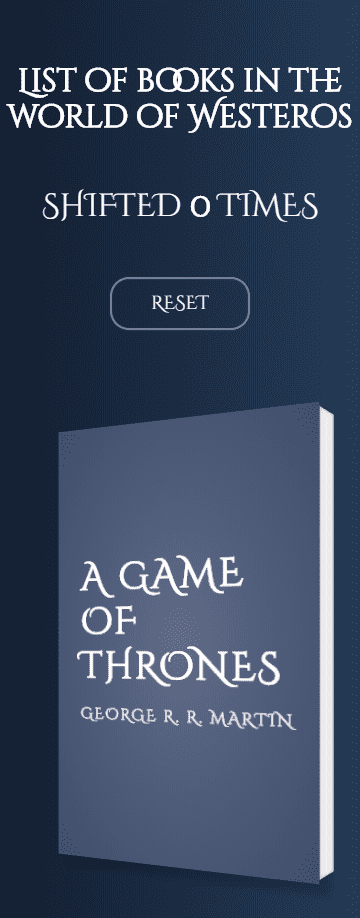 LIST OF BOOKS IN THE
WORLD OF WESTEROS
SHIFTED 0 TIMES
RESET
A GAME
OF
THRONES
GEORGE R. R. MARTIN